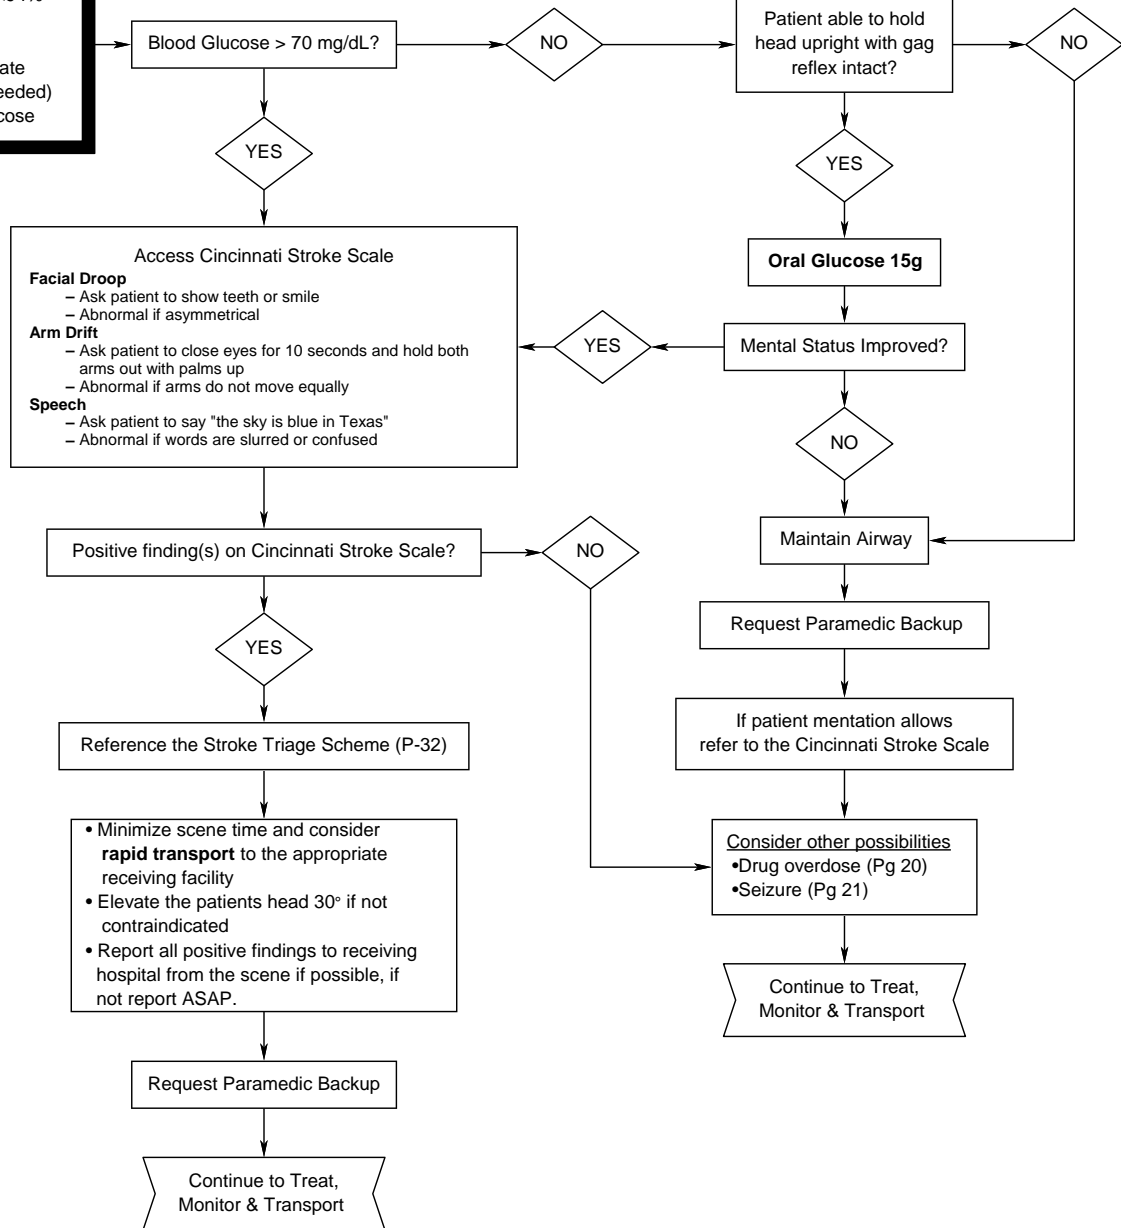 ate
eeded)
cose
Blood Glucose > 70 mg/dL?
NO
Patient able to hold
head upright with gag
reflex intact?
NO
YES
YES
Oral Glucose 15g
Access Cincinnati Stroke Scale
Facial Droop
– Ask patient to show teeth or smile
– Abnormal if asymmetrical
Arm Drift
– Ask patient to close eyes for 10 seconds and hold both
arms out with palms up
– Abnormal if arms do not move equally
Speech
– Ask patient to say "the sky is blue in Texas"
– Abnormal if words are slurred or confused
YES
Mental Status Improved?
NO
Positive finding(s) on Cincinnati Stroke Scale?
NO
Maintain Airway
YES
Request Paramedic Backup
Reference the Stroke Triage Scheme (P-32)
If patient mentation allows
refer to the Cincinnati Stroke Scale
• Minimize scene time and consider
rapid transport to the appropriate
receiving facility
• Elevate the patients head 30° if not
contraindicated
• Report all positive findings to receiving
hospital from the scene if possible, if
not report ASAP.
Consider other possibilities
•Drug overdose (Pg 20)
•Seizure (Pg 21)
Continue to Treat,
Monitor & Transport
Request Paramedic Backup
Continue to Treat,
Monitor & Transport